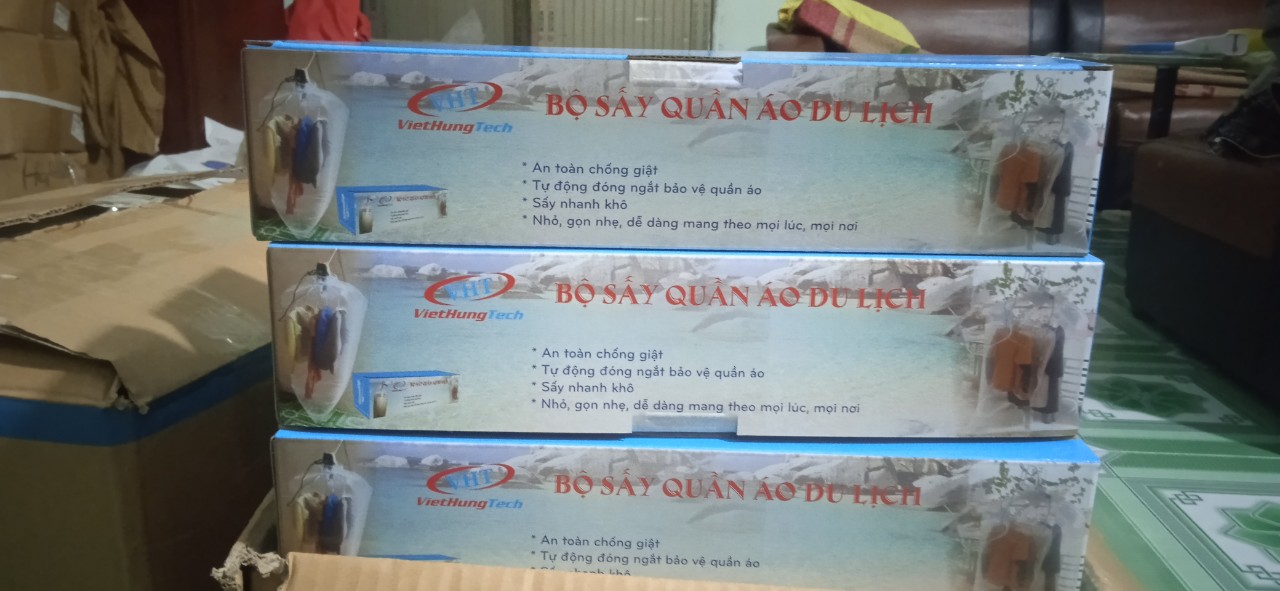 VHT
VietHungTech
BỘ SẤY QUẦN ÁO DU LỊCH
* An toàn chống giật
* Tự động đóng ngắt bảo vệ quần áo
* Sấy nhanh khô
* Nhỏ, gọn nhẹ, dễ dàng mang theo mọi lúc, mọi nơi
VHT
VietHungTech
BỘ SẤY QUẦN ÁO DU LỊCH
* An toàn chống giật
* Tự động đóng ngắt bảo vệ quần áo
* Sấy nhanh khô
* Nhỏ, gọn nhẹ, dễ dàng mang theo mọi lúc, mọi nơi
VHT
VietHungTech
BỘ SẤY QUẦN ÁO DU LỊCH
* An toàn chống giật
* Tự động đóng ngắt bảo vệ quần áo
* Sấy nhanh khô